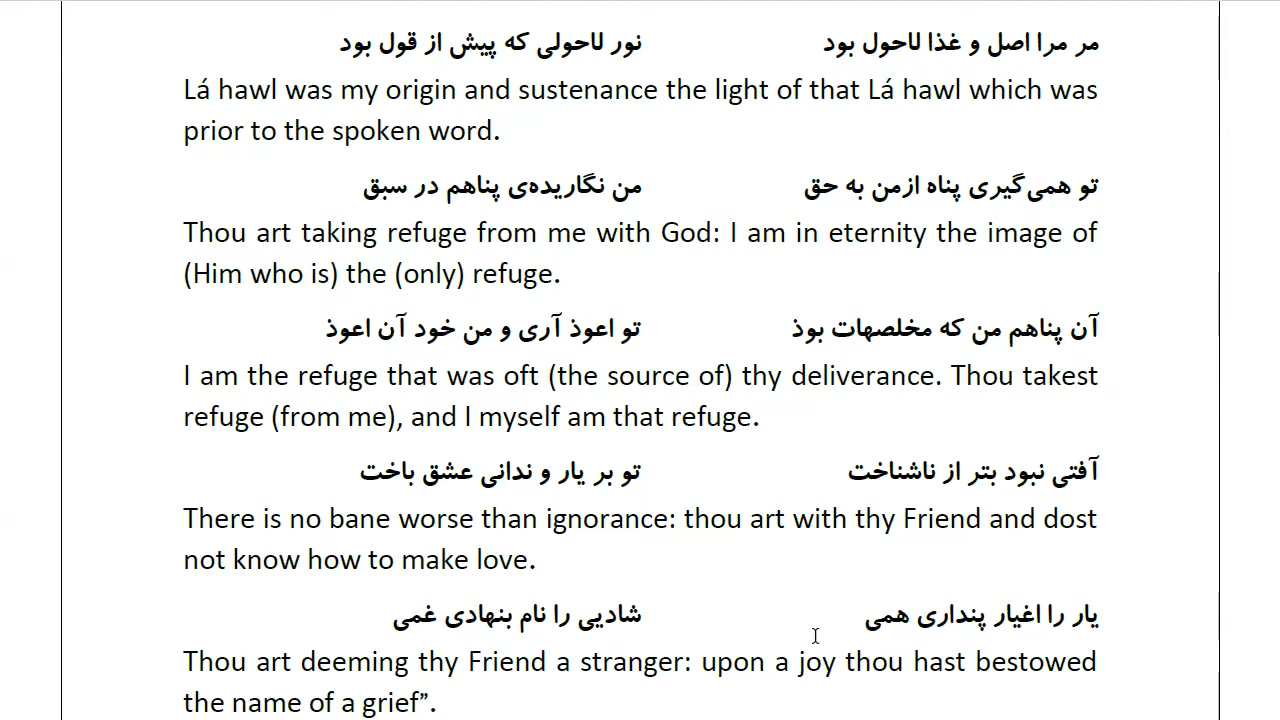 مر مرا اصل و غذا لاحول بود نور لاحولی که پیش از قول بود
Lá hawl was my origin and sustenance the light of that Lá hawl which was
prior to the spoken word.
تو همی‌گیری پناه ازمن به حق من نگاریده‌ی پناهم در سبق
Thou art taking refuge from me with God: I am in eternity the image of
(Him who is) the (only) refuge.
آن پناهم من که مخلصهات بوذ تو اعوذ آری و من خود آن اعوذ
I am the refuge that was oft (the source of) thy deliverance. Thou takest
refuge (from me), and I myself am that refuge.
آفتی نبود بتر از ناشناخت تو بر یار و ندانی عشق باخت
There is no bane worse than ignorance: thou art with thy Friend and dost
not know how to make love.
یار را اغیار پنداری همی شادیی را نام بنهادی غمی
Thou art deeming thy Friend a stranger: upon a joy thou hast bestowed
the name of a grief”.